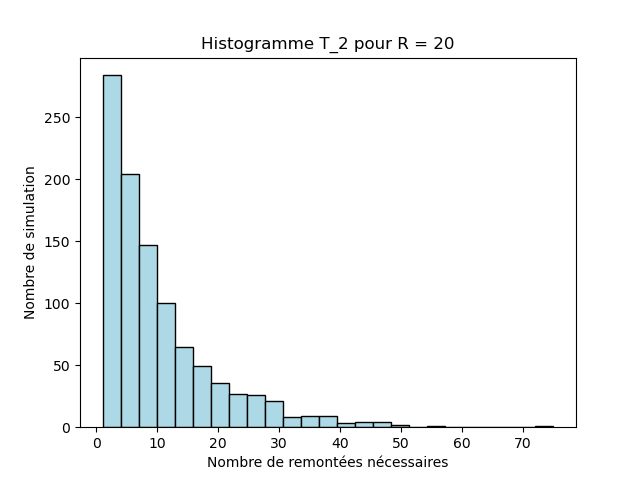 Histogramme T_2 pour R = 20
Nombre de simulation
250
200
150
100
50
0
0 10 20 30 40 50 60 70
Nombre de remontées nécessaires